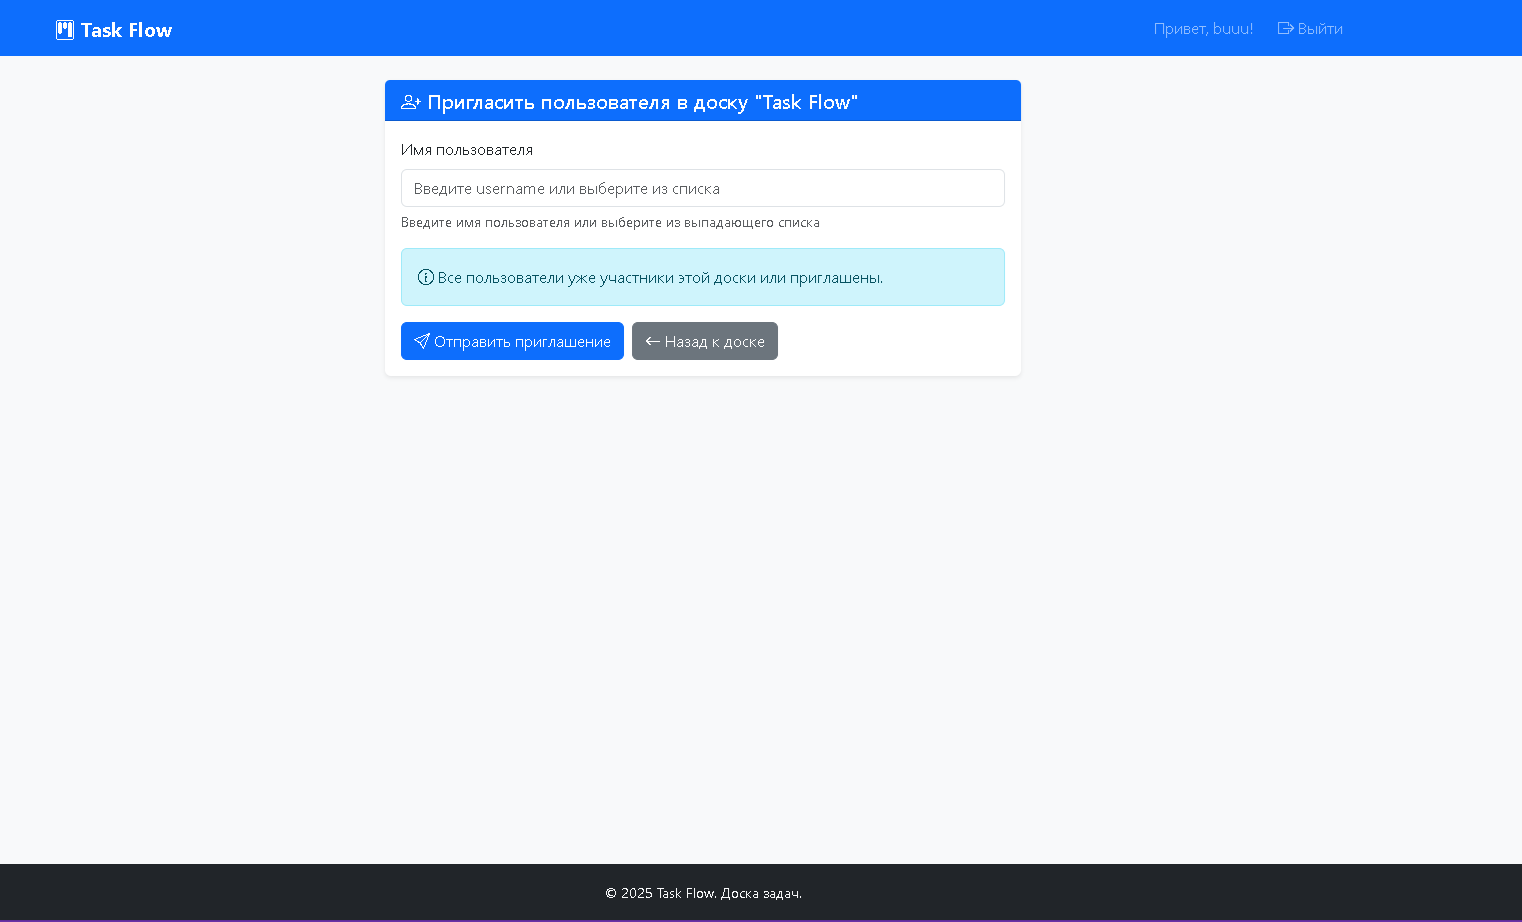 Task Flow
Привет, buuu! Выйти
Пригласить пользователя в доску "Task Flow"
Имя пользователя
Введите username или выберите из списка
Введите имя пользователя или выберите из выпадающего списка
Все пользователи уже участники этой доски или приглашены.
Отправить приглашение Назад к доске
© 2025 Task Flow. Доска задач.